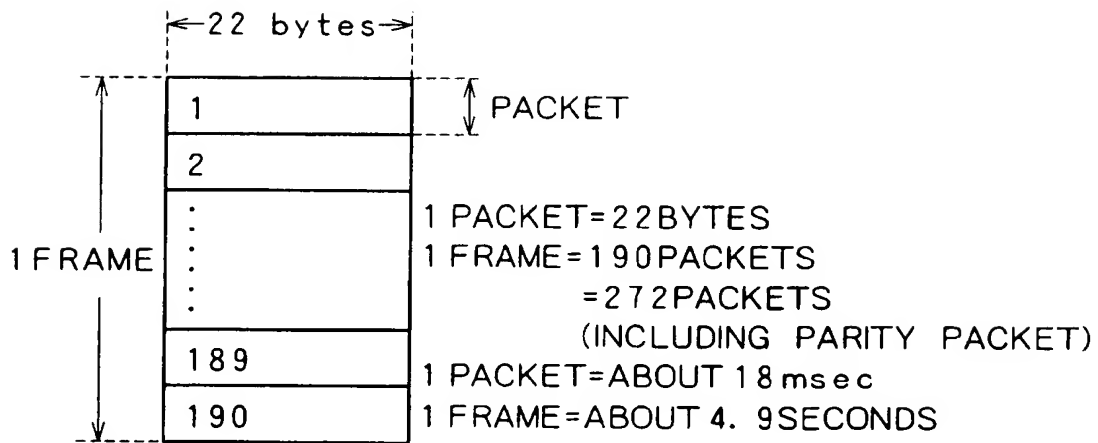 22 bytes
1 PACKET
2
1 PACKET=22BYTES
1 FRAME 1 FRAME=190PACKETS
=272PACKETS
(INCLUDING PARITY PACKET)
189
1 PACKET=ABOUT 18msec
190 1 FRAME=ABOUT 4. 9SECONDS